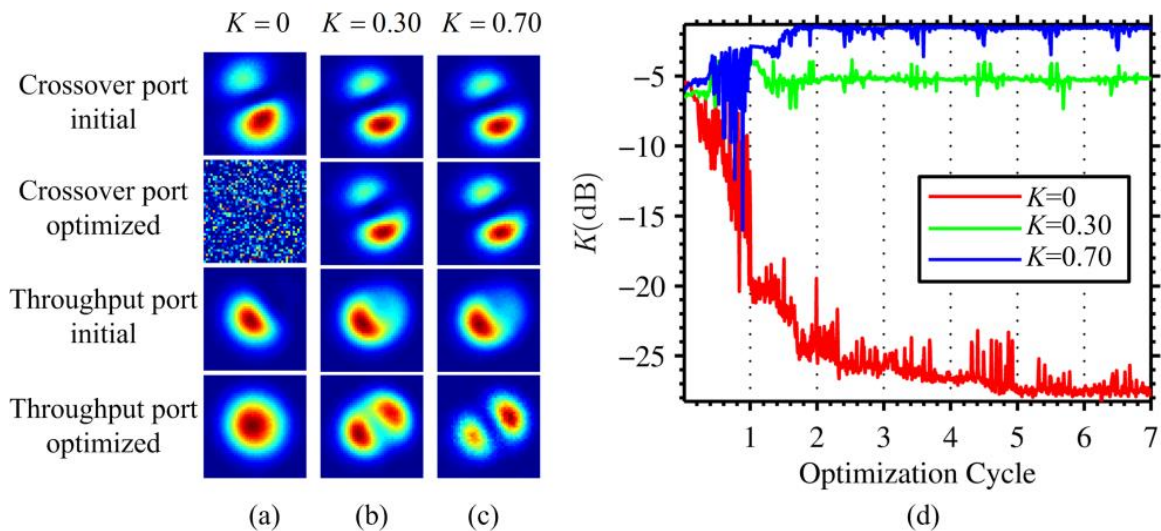 K = 0 K = 0.30 K = 0.70
Crossover port
initial
Crossover port
optimized
Throughput port
initial
Throughput port
optimized
(a) (b) (c)
K(dB)
−5
−10
−15
−20
−25
K=0
K=0.30
K=0.70
1 2 3 4 5 6 7
Optimization Cycle
(d)